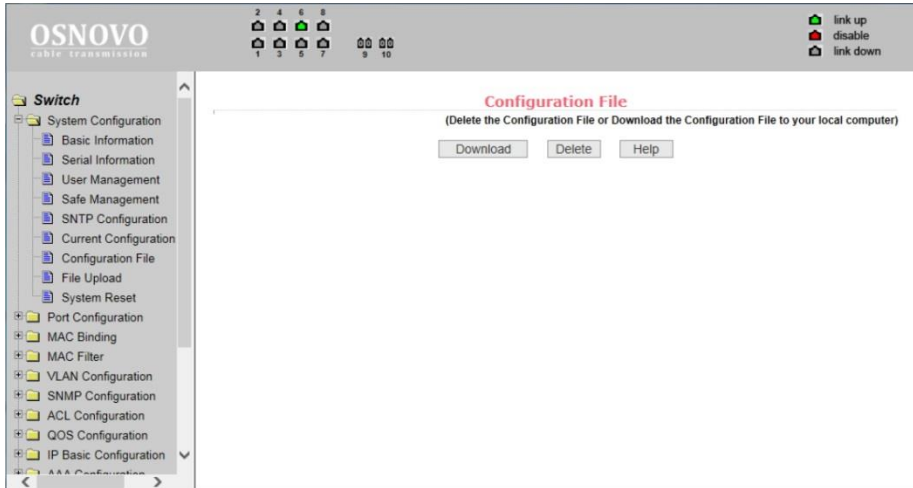 OSNOVO
cable transmission
2 4 6 8
1 3 5 7 9 10
link up
disable
link down
Switch
System Configuration
Basic Information
Serial Information
User Management
Safe Management
SNTP Configuration
Current Configuration
Configuration File
File Upload
System Reset
Port Configuration
MAC Binding
MAC Filter
VLAN Configuration
SNMP Configuration
ACL Configuration
QOS Configuration
IP Basic Configuration
AAA Configuration
Configuration File
(Delete the Configuration File or Download the Configuration File to your local computer)
Download Delete Help